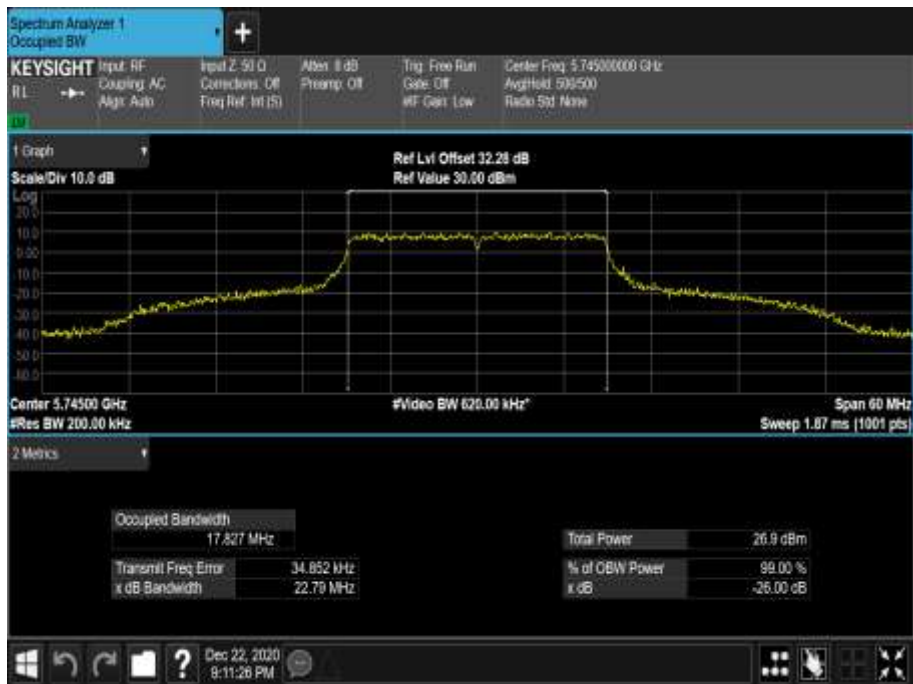 Spectrum Analyzer 1
Occupied BW
+
KEYSIGHT
RL
Input: RF
Coupling: AC
Align: Auto
Input Z: 50 Ω
Corrections: Off
Freq Ref: Int (S)
Atten: 8 dB
Preamp: Off
Trig: Free Run
Gate: Off
#IF Gain: Low
Center Freq: 5.745000000 GHz
Avg|Hold: 500/500
Radio Std: None
1 Graph
Scale/Div 10.0 dB
Ref Lvl Offset 32.28 dB
Ref Value 30.00 dBm
Log
20.0
10.0
0.00
-10.0
-20.0
-30.0
-40.0
-50.0
-60.0
Center 5.74500 GHz
#Video BW 620.00 kHz*
Span 60 MHz
#Res BW 200.00 kHz
Sweep 1.87 ms (1001 pts)
2 Metrics
Occupied Bandwidth
17.827 MHz
Total Power 26.9 dBm
Transmit Freq Error 34.852 kHz
% of OBW Power 99.00 %
x dB Bandwidth 22.79 MHz
x dB -26.00 dB
?
Dec 22, 2020
9:11:26 PM